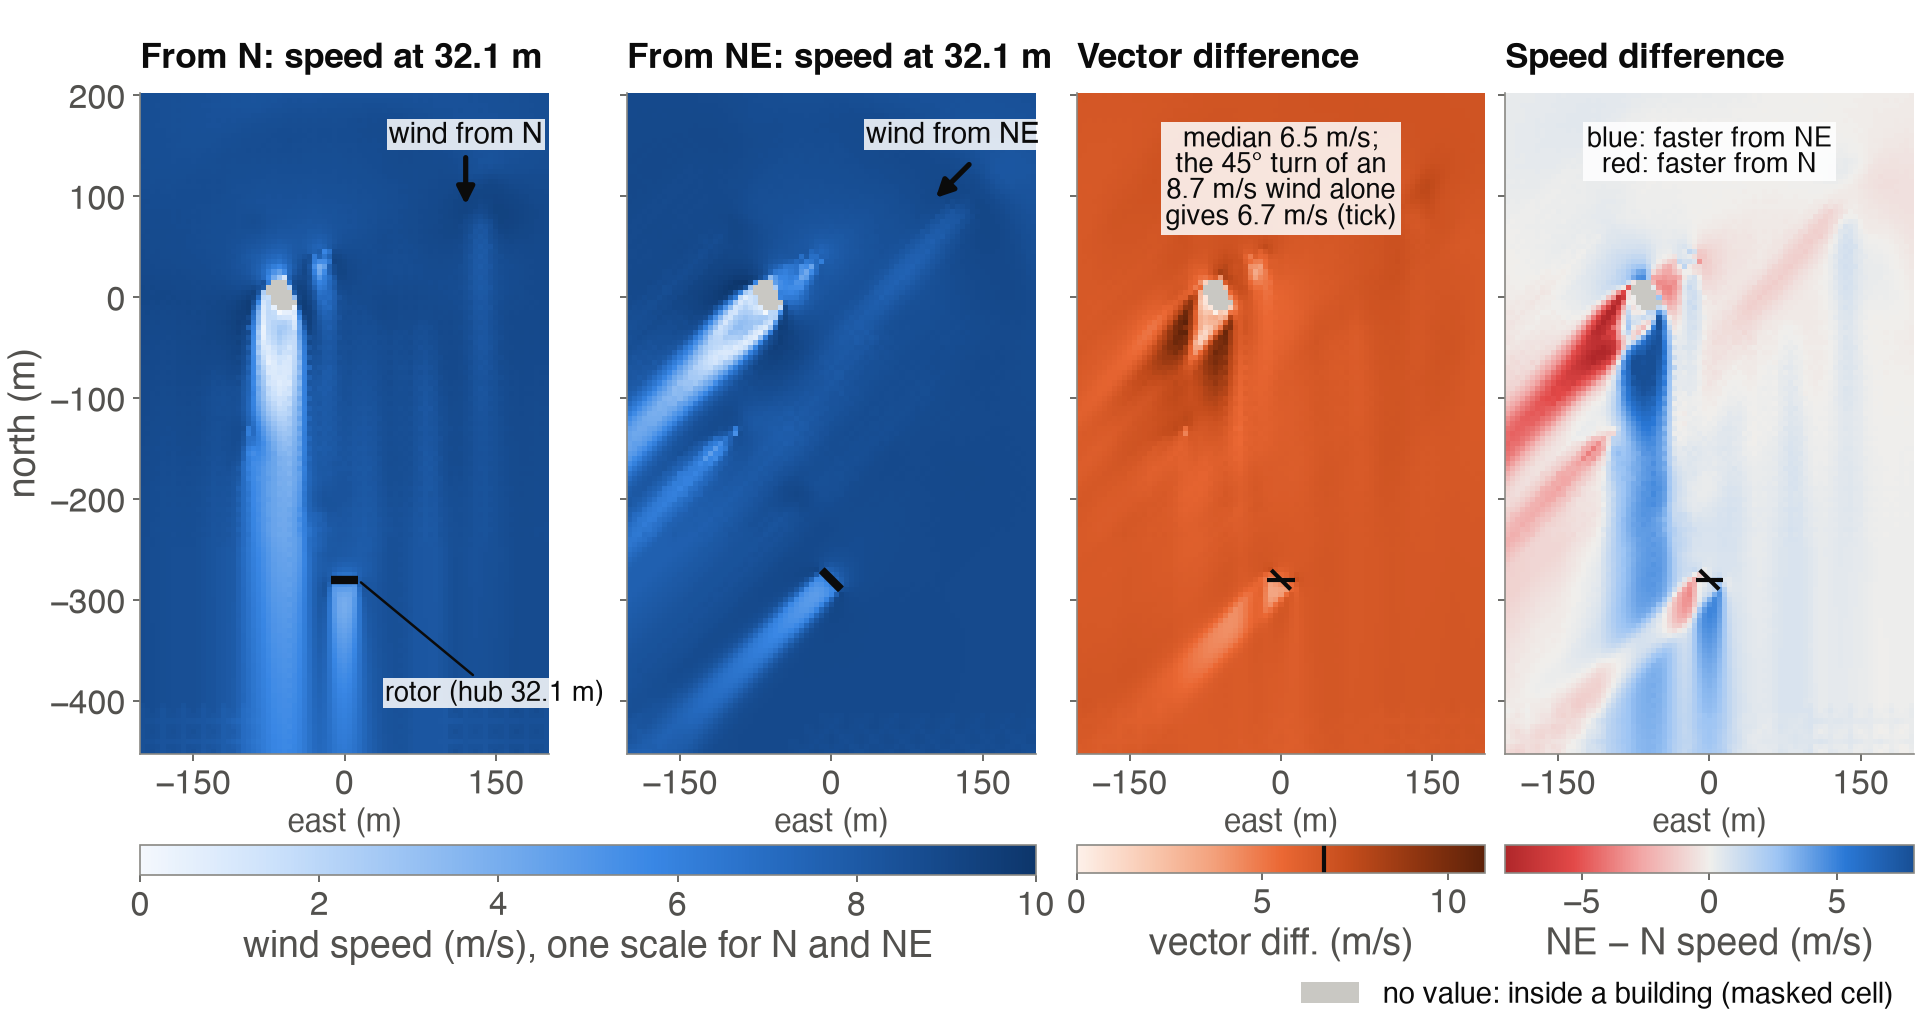 From N: speed at 32.1 m
From NE: speed at 32.1 m
Vector difference
Speed difference
wind from N
wind from NE
median 6.5 m/s;
the 45° turn of an
8.7 m/s wind alone
gives 6.7 m/s (tick)
blue: faster from NE
red: faster from N
rotor (hub 32.1 m)
north (m)
200
100
0
−100
−200
−300
−400
−150 0 150
−150 0 150
−150 0 150
−150 0 150
east (m)
east (m)
east (m)
east (m)
0 2 4 6 8 10
0 5 10
−5 0 5
wind speed (m/s), one scale for N and NE
vector diff. (m/s)
NE − N speed (m/s)
no value: inside a building (masked cell)